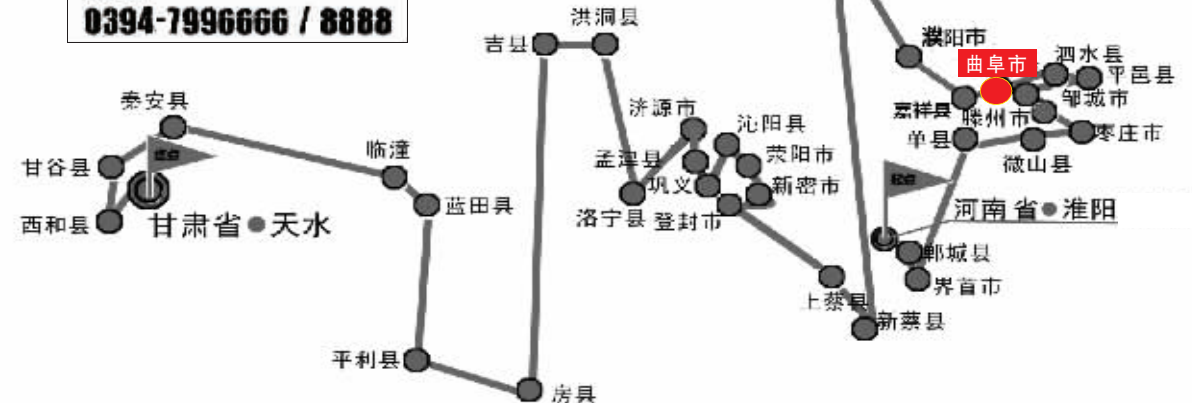 0394-7996666 / 8888
洪洞县
吉县
濮阳市
曲阜市
泗水县
平邑县
邹城市
秦安县
济源市
嘉祥县
滕州市
沁阳县
单县
枣庄市
临潼
甘谷县
孟津县
荥阳市
微山县
终点
起点
巩义
新密市
西和县
甘肃省●天水
蓝田县
洛宁县
登封市
河南省●淮阳
郸城县
界首市
上蔡县
新蔡县
平利县
房县